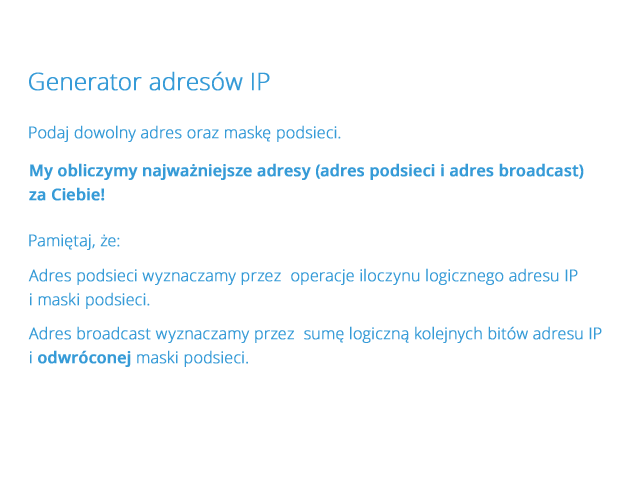 Generator adresów IP
Podaj dowolny adres oraz maskę podsieci.
My obliczymy najważniejsze adresy (adres podsieci i adres broadcast)
za Ciebie!
Pamiętaj, że:
Adres podsieci wyznaczamy przez  operacje iloczynu logicznego adresu IP
i maski podsieci.
Adres broadcast wyznaczamy przez  sumę logiczną kolejnych bitów adresu IP
i odwróconej maski podsieci.